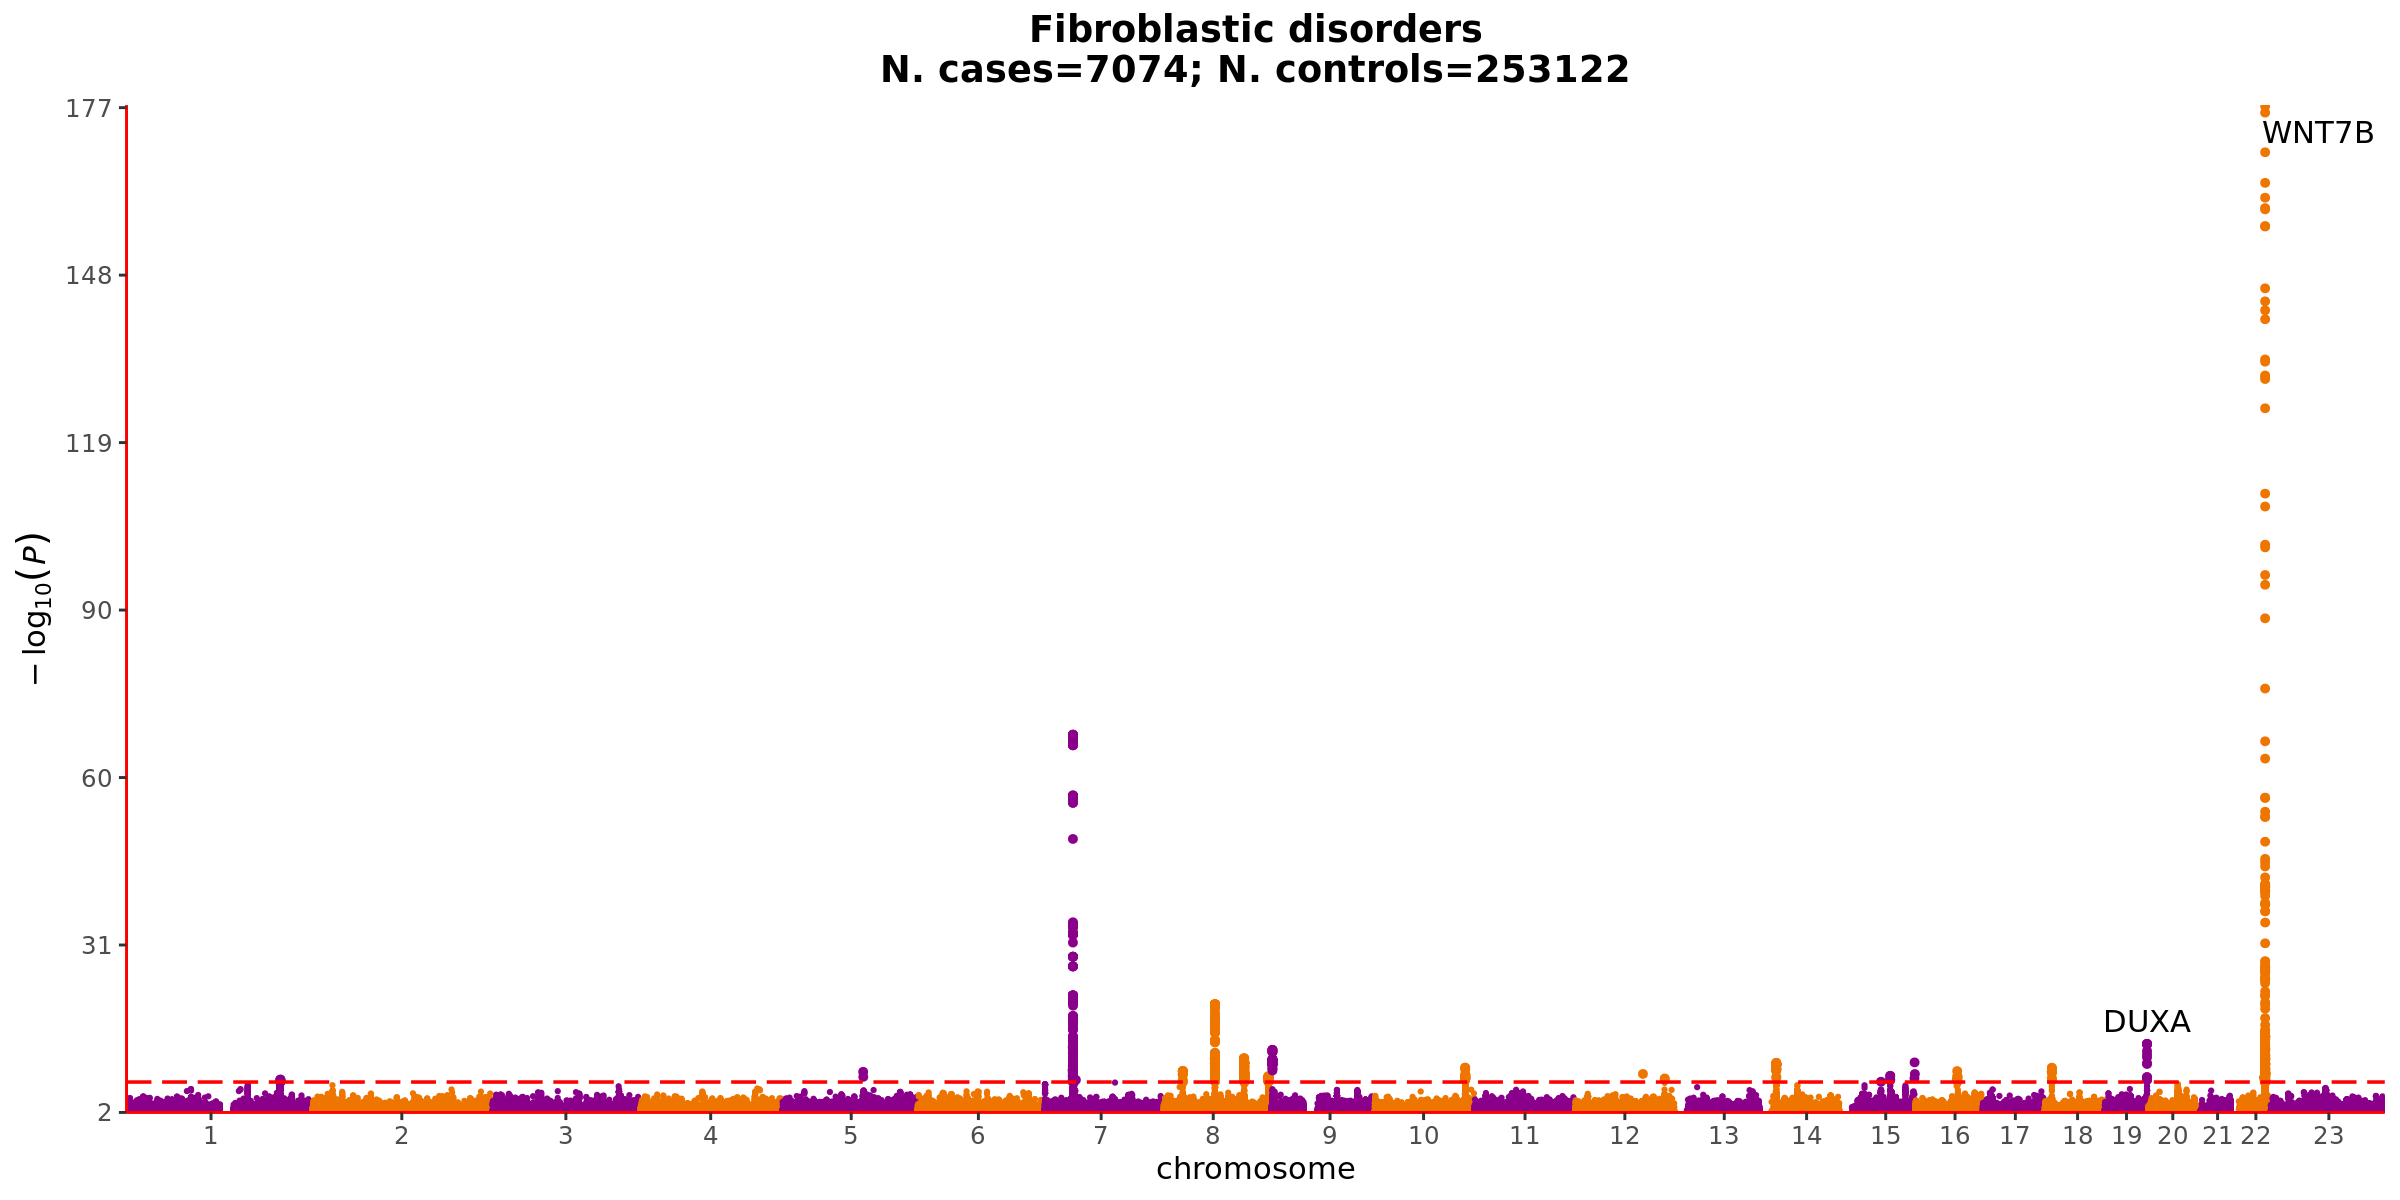 Fibroblastic disorders
N. cases=7074; N. controls=253122
177
WNT7B
148
119
90
−log10(P)
60
31
DUXA
2
1 2 3 4 5 6 7 8 9 10 11 12 13 14 15 16 17 18 19 20 21 22 23
chromosome